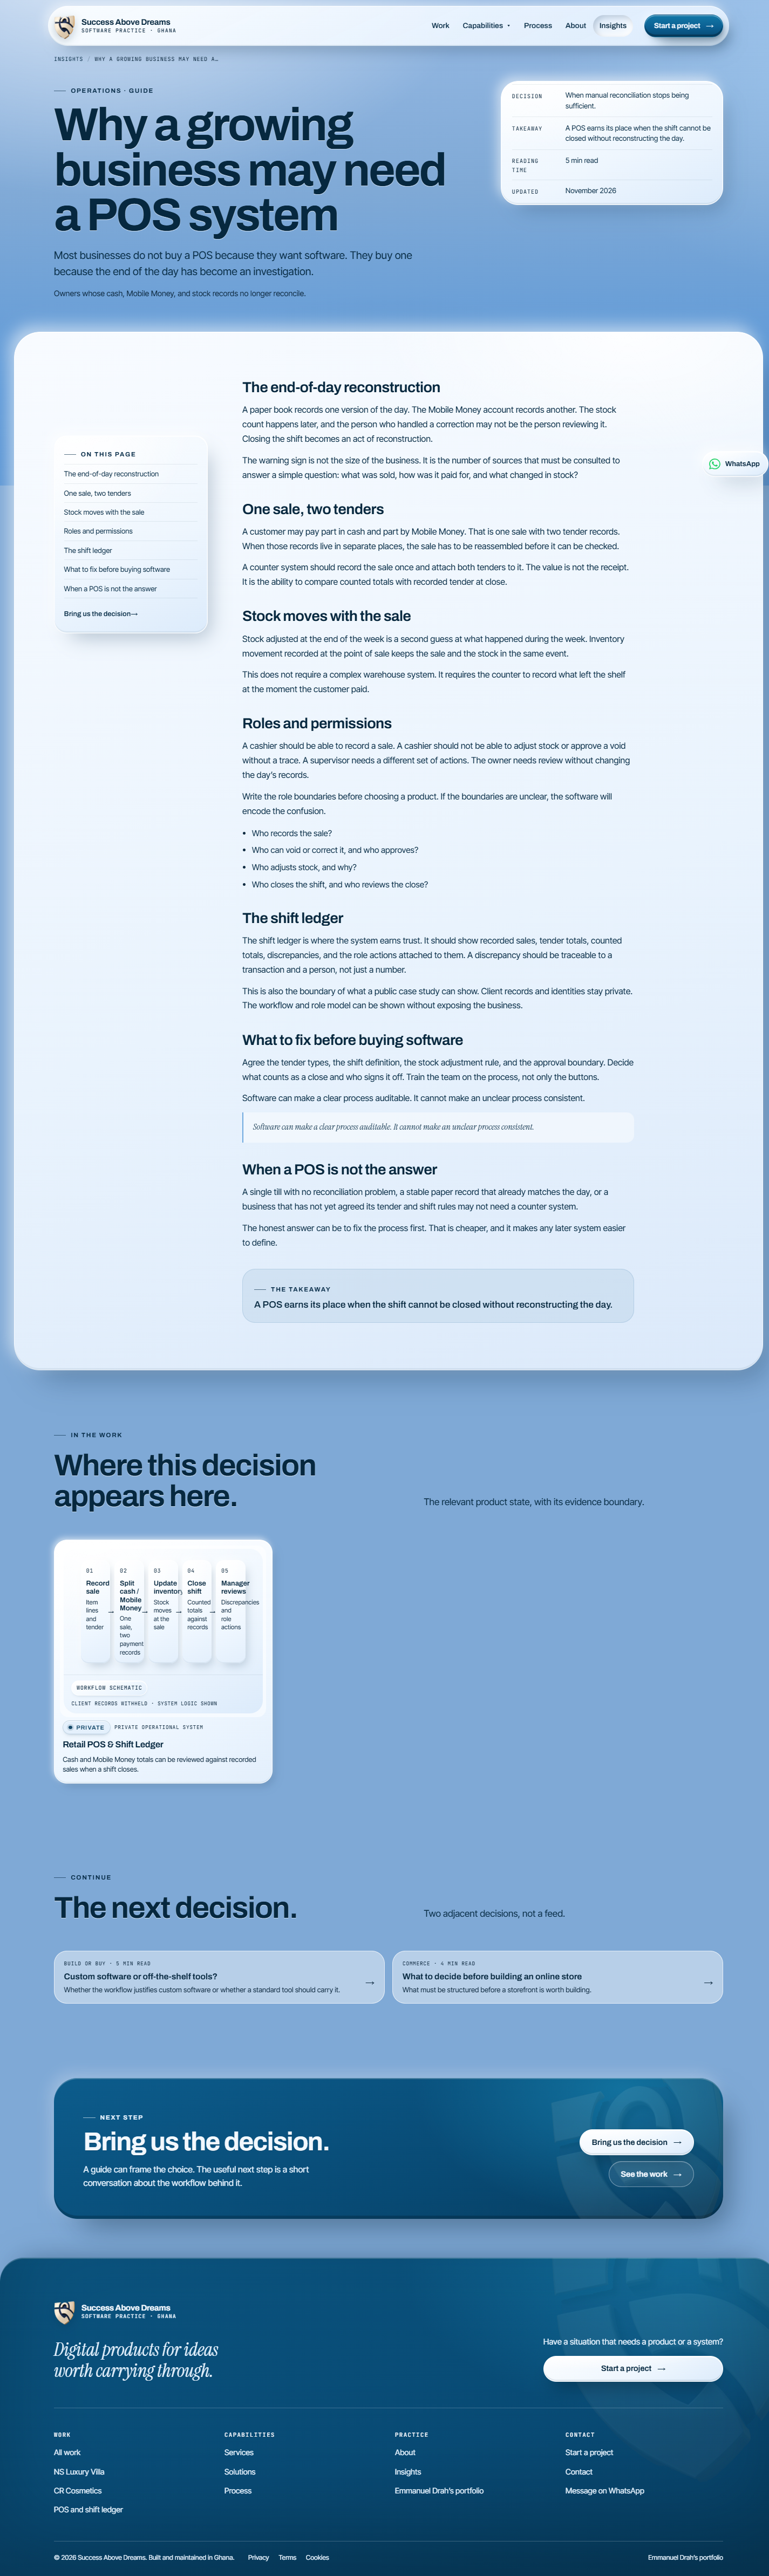 Success Above Dreams
SOFTWARE PRACTICE · GHANA
Work
Capabilities
Process
About
Insights
Start a project →
INSIGHTS / WHY A GROWING BUSINESS MAY NEED A…
OPERATIONS · GUIDE
Why a growing
business may need
a POS system
Most businesses do not buy a POS because they want software. They buy one
because the end of the day has become an investigation.
Owners whose cash, Mobile Money, and stock records no longer reconcile.
DECISION
When manual reconciliation stops being
sufficient.
TAKEAWAY
A POS earns its place when the shift cannot be
closed without reconstructing the day.
READING
TIME
5 min read
UPDATED
November 2026
ON THIS PAGE
The end-of-day reconstruction
One sale, two tenders
Stock moves with the sale
Roles and permissions
The shift ledger
What to fix before buying software
When a POS is not the answer
Bring us the decision→
WhatsApp
The end-of-day reconstruction
A paper book records one version of the day. The Mobile Money account records another. The stock
count happens later, and the person who handled a correction may not be the person reviewing it.
Closing the shift becomes an act of reconstruction.
The warning sign is not the size of the business. It is the number of sources that must be consulted to
answer a simple question: what was sold, how was it paid for, and what changed in stock?
One sale, two tenders
A customer may pay part in cash and part by Mobile Money. That is one sale with two tender records.
When those records live in separate places, the sale has to be reassembled before it can be checked.
A counter system should record the sale once and attach both tenders to it. The value is not the receipt.
It is the ability to compare counted totals with recorded tender at close.
Stock moves with the sale
Stock adjusted at the end of the week is a second guess at what happened during the week. Inventory
movement recorded at the point of sale keeps the sale and the stock in the same event.
This does not require a complex warehouse system. It requires the counter to record what left the shelf
at the moment the customer paid.
Roles and permissions
A cashier should be able to record a sale. A cashier should not be able to adjust stock or approve a void
without a trace. A supervisor needs a different set of actions. The owner needs review without changing
the day's records.
Write the role boundaries before choosing a product. If the boundaries are unclear, the software will
encode the confusion.
• Who records the sale?
• Who can void or correct it, and who approves?
• Who adjusts stock, and why?
• Who closes the shift, and who reviews the close?
The shift ledger
The shift ledger is where the system earns trust. It should show recorded sales, tender totals, counted
totals, discrepancies, and the role actions attached to them. A discrepancy should be traceable to a
transaction and a person, not just a number.
This is also the boundary of what a public case study can show. Client records and identities stay private.
The workflow and role model can be shown without exposing the business.
What to fix before buying software
Agree the tender types, the shift definition, the stock adjustment rule, and the approval boundary. Decide
what counts as a close and who signs it off. Train the team on the process, not only the buttons.
Software can make a clear process auditable. It cannot make an unclear process consistent.
Software can make a clear process auditable. It cannot make an unclear process consistent.
When a POS is not the answer
A single till with no reconciliation problem, a stable paper record that already matches the day, or a
business that has not yet agreed its tender and shift rules may not need a counter system.
The honest answer can be to fix the process first. That is cheaper, and it makes any later system easier
to define.
THE TAKEAWAY
A POS earns its place when the shift cannot be closed without reconstructing the day.
IN THE WORK
Where this decision
appears here.
The relevant product state, with its evidence boundary.
01
Record
sale
Item
lines
and
tender
→
02
Split
cash /
Mobile
Money
One
sale,
two
payment
records
→
03
Update
inventory
Stock
moves
at the
sale
→
04
Close
shift
Counted
totals
against
records
→
05
Manager
reviews
Discrepancies
and
role
actions
WORKFLOW SCHEMATIC
CLIENT RECORDS WITHHELD · SYSTEM LOGIC SHOWN
PRIVATE
PRIVATE OPERATIONAL SYSTEM
Retail POS & Shift Ledger
Cash and Mobile Money totals can be reviewed against recorded
sales when a shift closes.
CONTINUE
The next decision.
Two adjacent decisions, not a feed.
BUILD OR BUY · 5 MIN READ
Custom software or off-the-shelf tools?
Whether the workflow justifies custom software or whether a standard tool should carry it.
→
COMMERCE · 4 MIN READ
What to decide before building an online store
What must be structured before a storefront is worth building.
→
NEXT STEP
Bring us the decision.
A guide can frame the choice. The useful next step is a short
conversation about the workflow behind it.
Bring us the decision →
See the work →
Success Above Dreams
SOFTWARE PRACTICE · GHANA
Digital products for ideas
worth carrying through.
Have a situation that needs a product or a system?
Start a project →
WORK
All work
NS Luxury Villa
CR Cosmetics
POS and shift ledger
CAPABILITIES
Services
Solutions
Process
PRACTICE
About
Insights
Emmanuel Drah's portfolio
CONTACT
Start a project
Contact
Message on WhatsApp
© 2026 Success Above Dreams. Built and maintained in Ghana.
Privacy
Terms
Cookies
Emmanuel Drah's portfolio